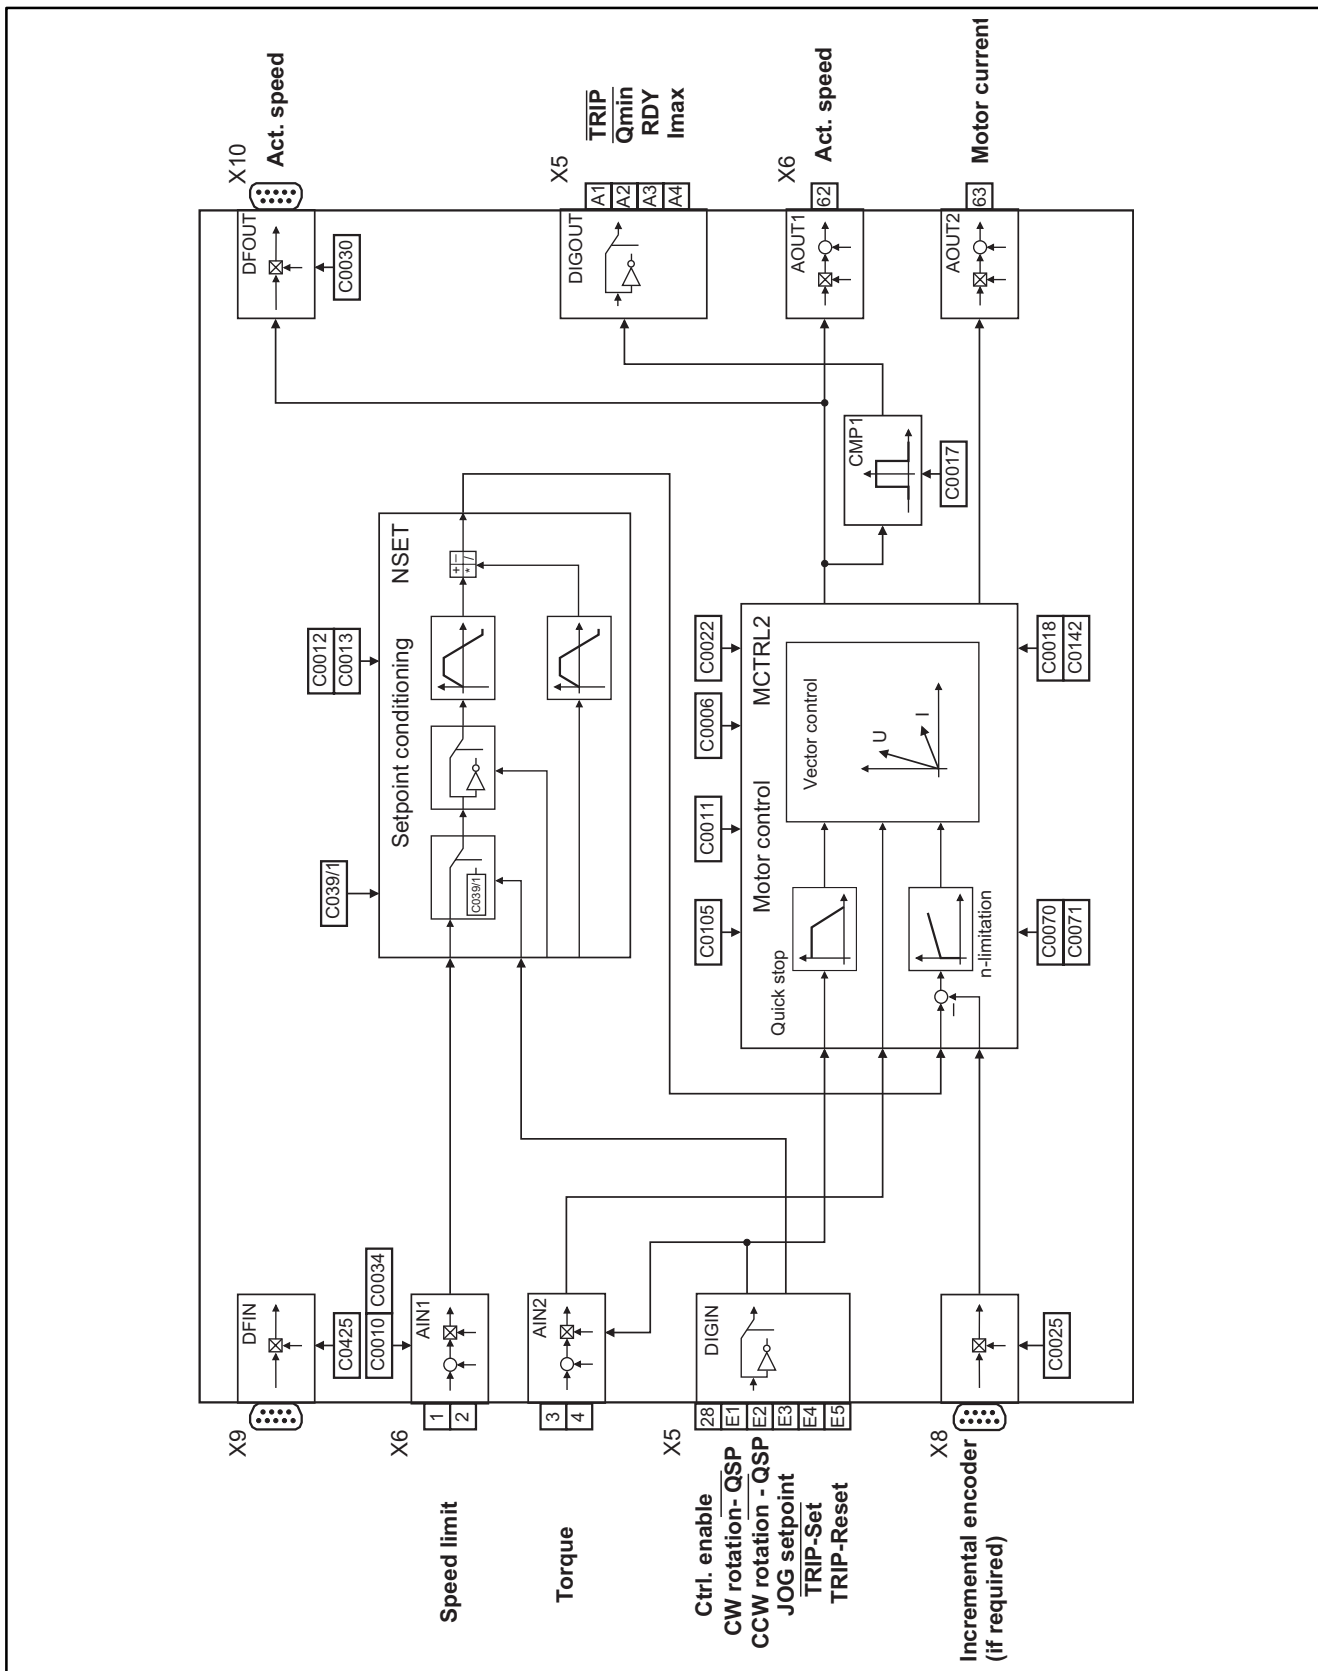 X9
DFIN
C0425
X6
1
2
AIN1
C0010
C0034
Speed limit
3
4
AIN2
Torque
X5
28
E1
E2
E3
E4
E5
DIGIN
Ctrl. enable
CW rotation- QSP
CCW rotation - QSP
JOG setpoint
TRIP-Set
TRIP-Reset
X8
C0025
Incremental encoder
(if required)
C039/1
C0012
C0013
Setpoint conditioning
NSET
C039/1
+ –
* /
C0105
C0011
C0006
C0022
Motor control
MCTRL2
Quick stop
Vector control
U
I
n-limitation
–
C0070
C0071
C0018
C0142
CMP1
C0017
X10
DFOUT
C0030
Act. speed
X5
DIGOUT
A1
A2
A3
A4
TRIP
Qmin
RDY
Imax
X6
AOUT1
62
Act. speed
AOUT2
63
Motor current